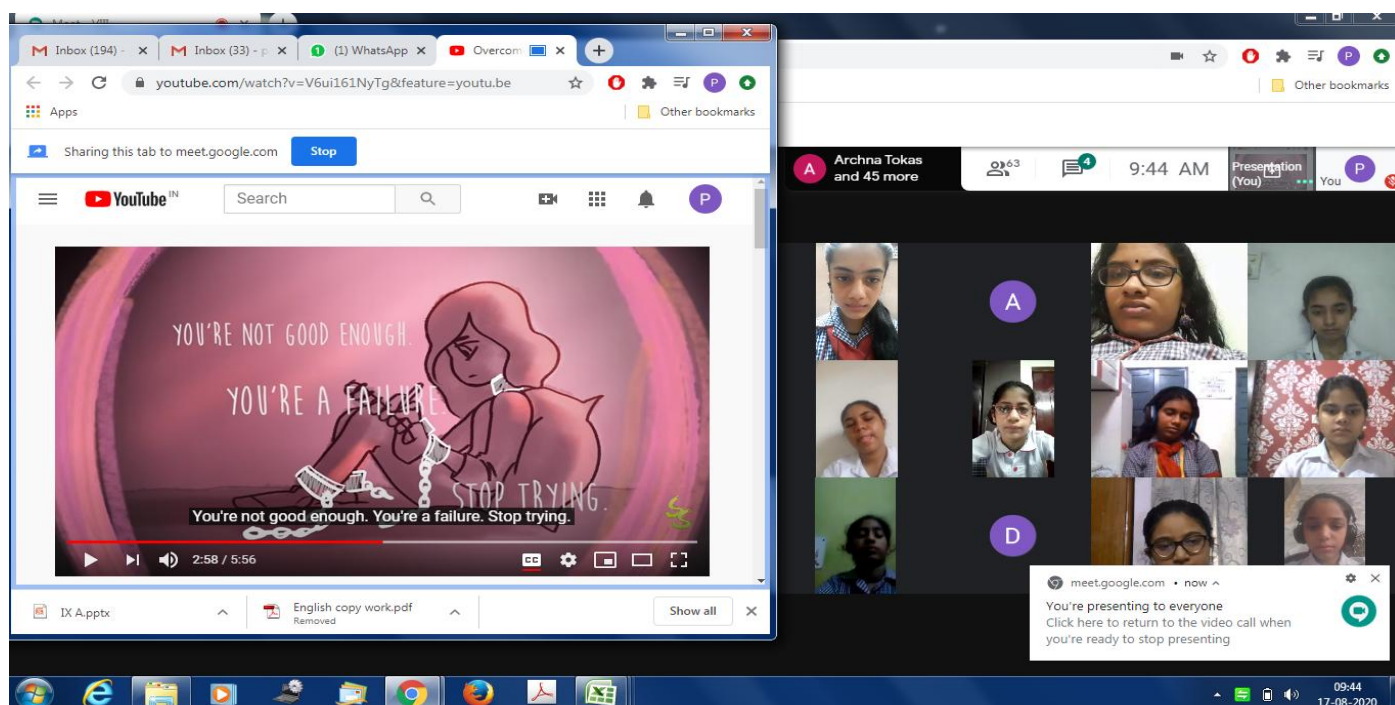 Inbox (194) -
Inbox (33) - p
(1) WhatsApp
Overcom
youtube.com/watch?v=V6ui161NyTg&feature=youtu.be
P
Apps
Other bookmarks
Sharing this tab to meet.google.com
Stop
YouTube IN
Search
P
YOU'RE NOT GOOD ENOUGH.
YOU'RE A FAILURE.
STOP TRYING.
You're not good enough. You're a failure. Stop trying.
2:58 / 5:56
CC
IX A.pptx
English copy work.pdf
Removed
Show all
P
Other bookmarks
A
Archna Tokas
and 45 more
63
4
9:44 AM
Presentation
(You)
You
P
A
D
meet.google.com • now
You're presenting to everyone
Click here to return to the video call when
you're ready to stop presenting
09:44
17-08-2020